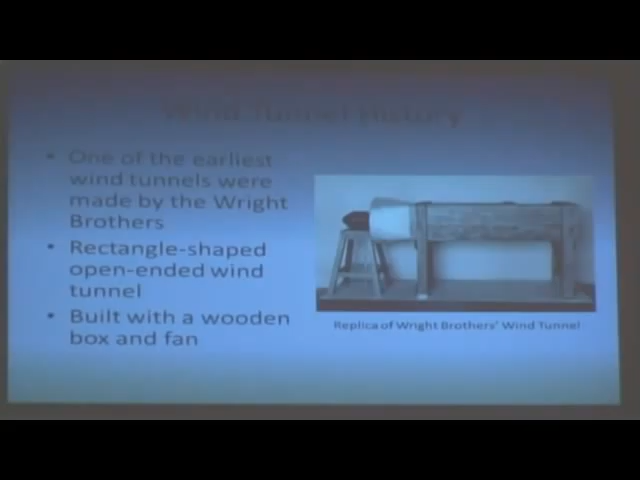 Wind Tunnel History
• One of the earliest
wind tunnels were
made by the Wright
Brothers
• Rectangle-shaped
open-ended wind
tunnel
• Built with a wooden
box and fan
Replica of Wright Brothers' Wind Tunnel